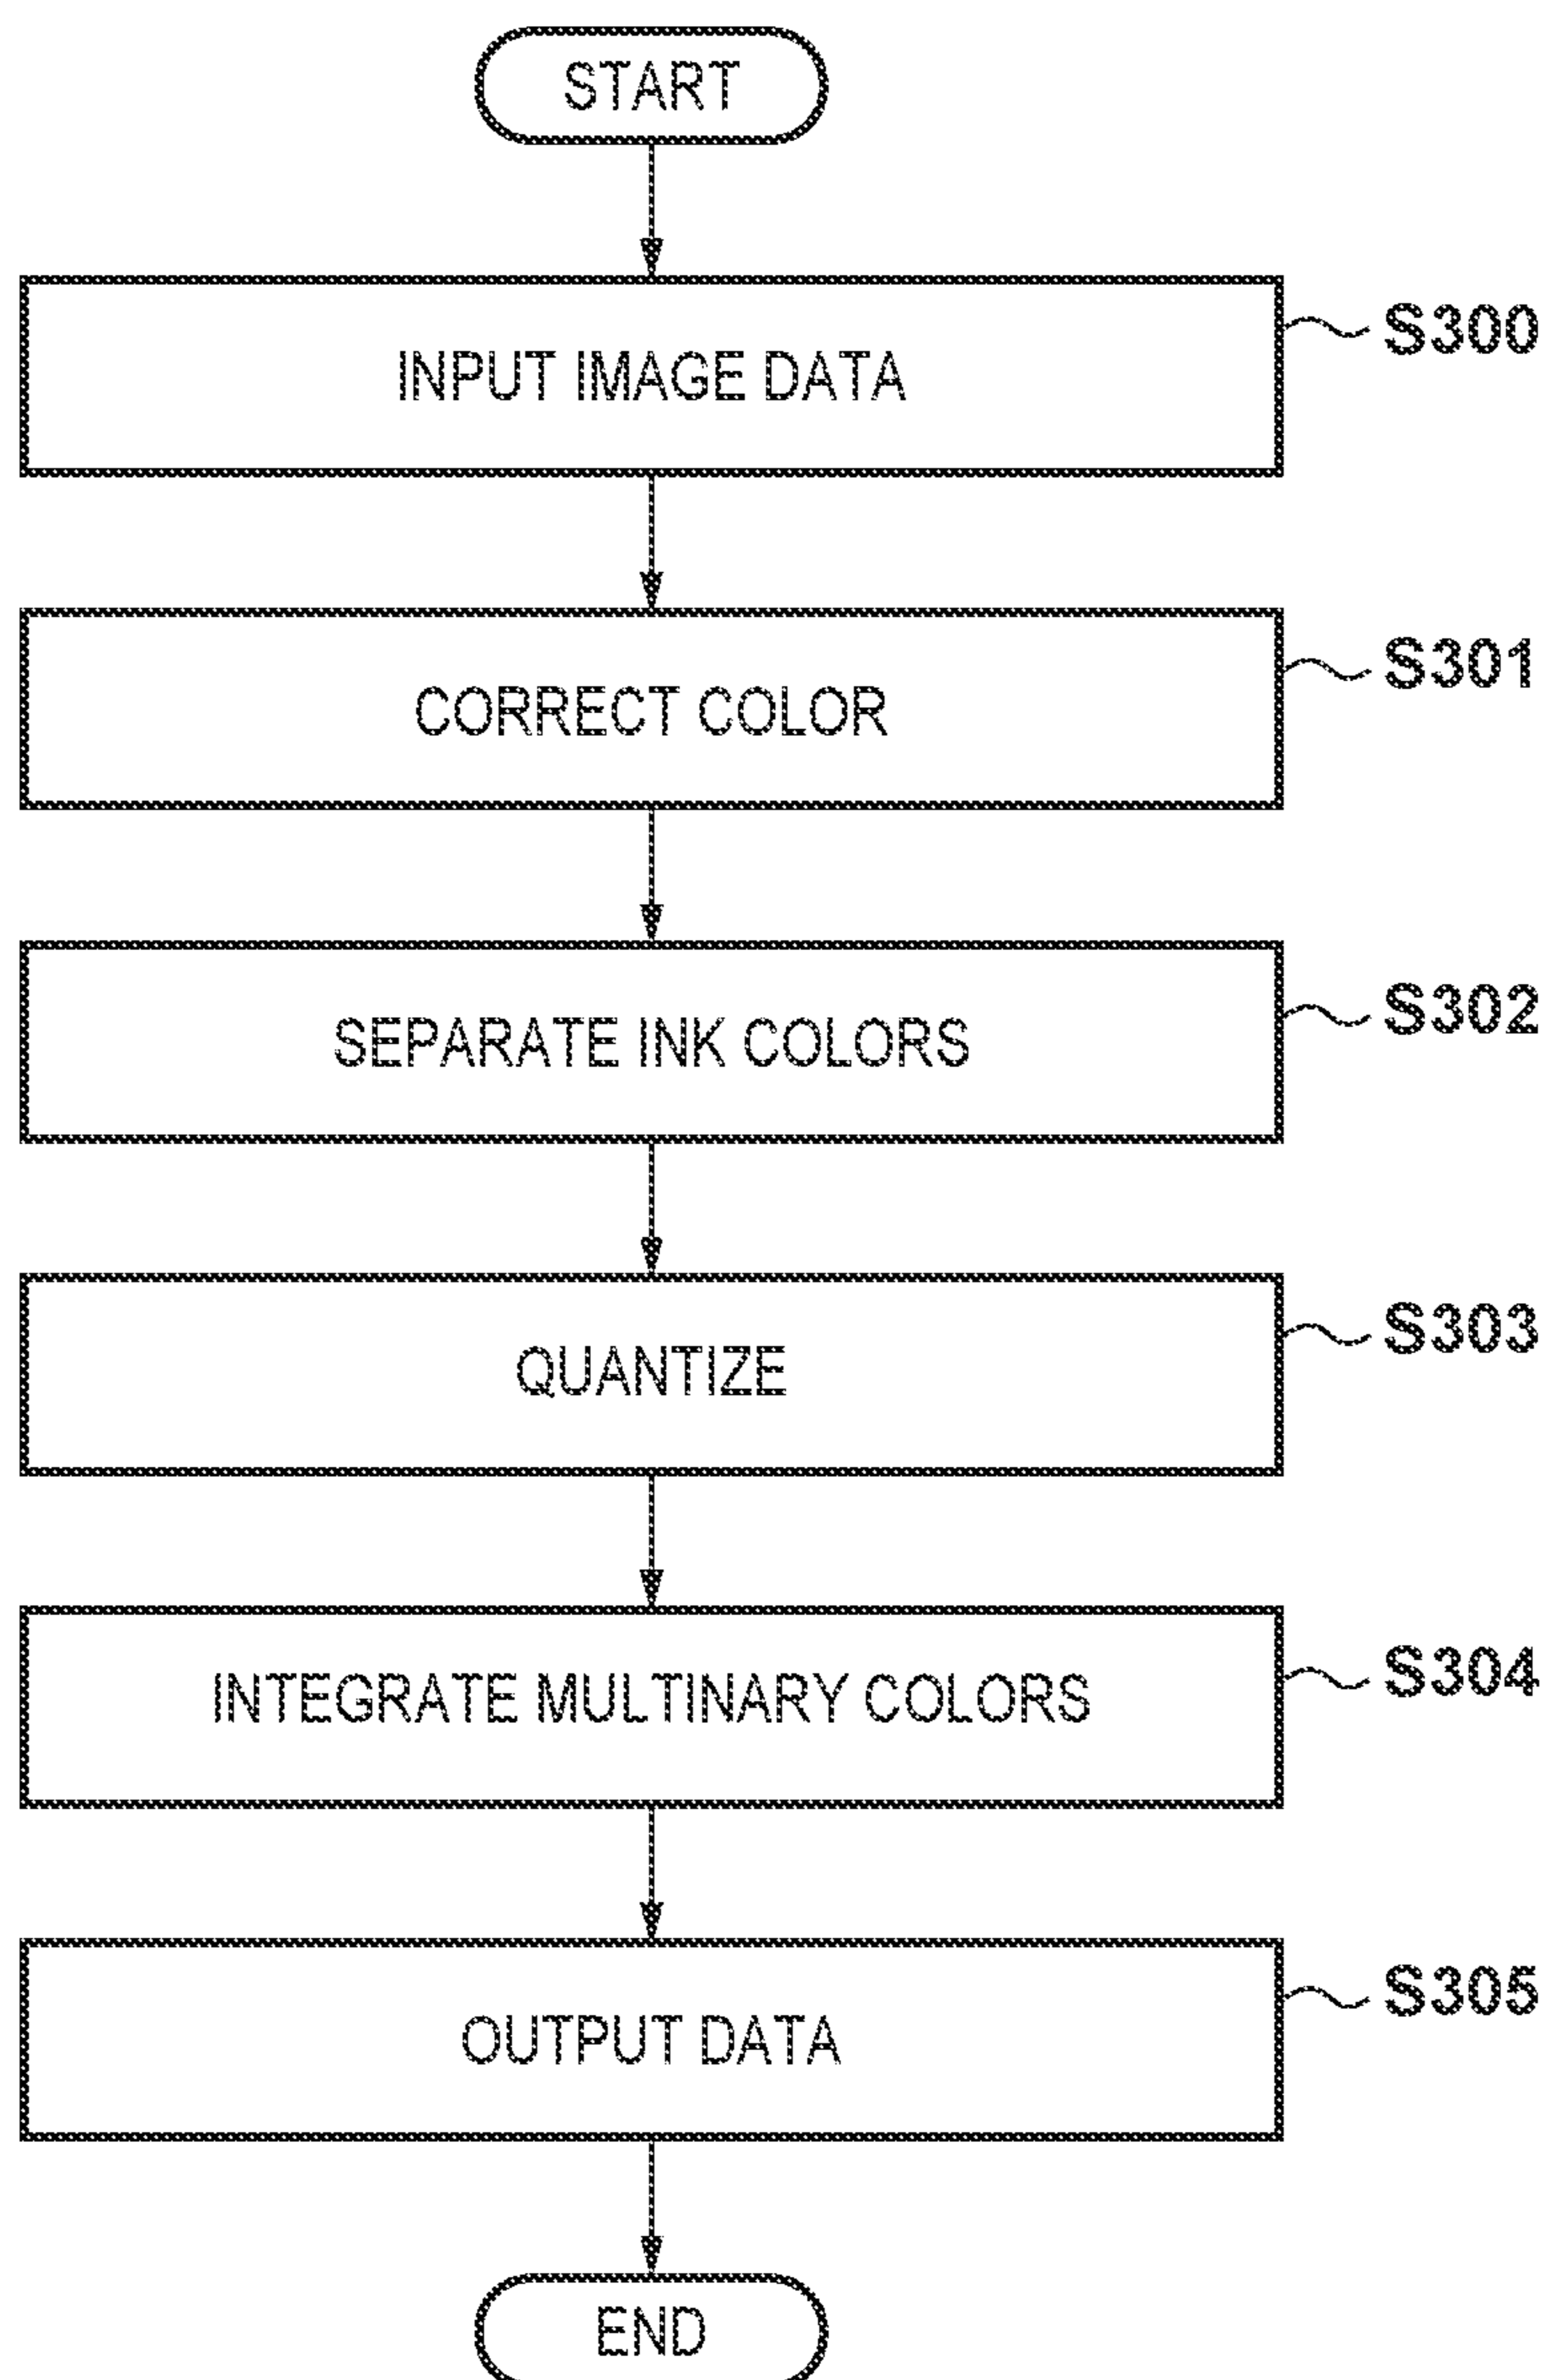 START
INPUT IMAGE DATA
S300
CORRECT COLOR
S301
SEPARATE INK COLORS
S302
QUANTIZE
S303
INTEGRATE MULTINARY COLORS
S304
OUTPUT DATA
S305
END